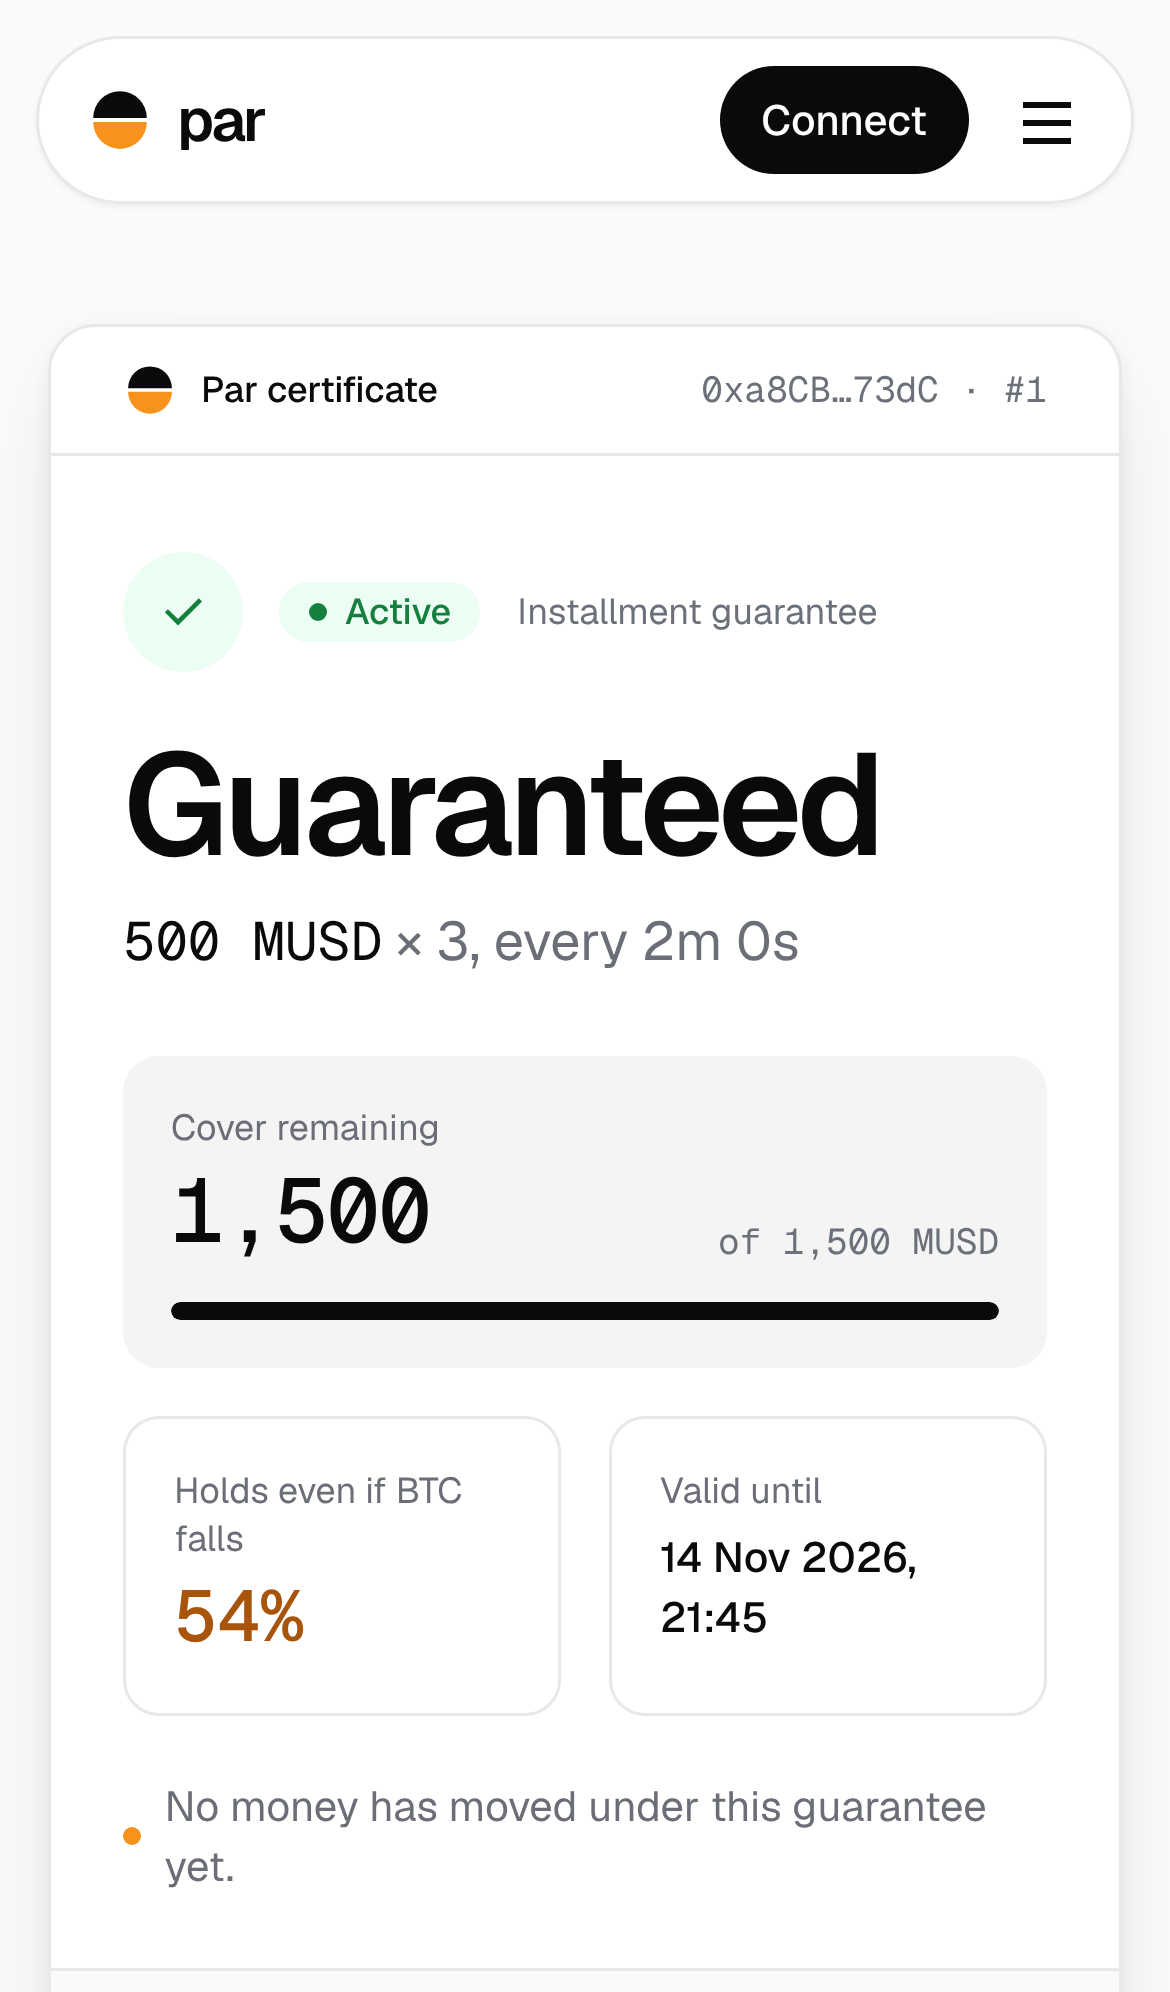 par
Connect
Par certificate
0xa8CB…73dC · #1
Active
Installment guarantee
Guaranteed
500 MUSD × 3, every 2m 0s
Cover remaining
1,500
of 1,500 MUSD
Holds even if BTC
falls
54%
Valid until
14 Nov 2026,
21:45
No money has moved under this guarantee
yet.